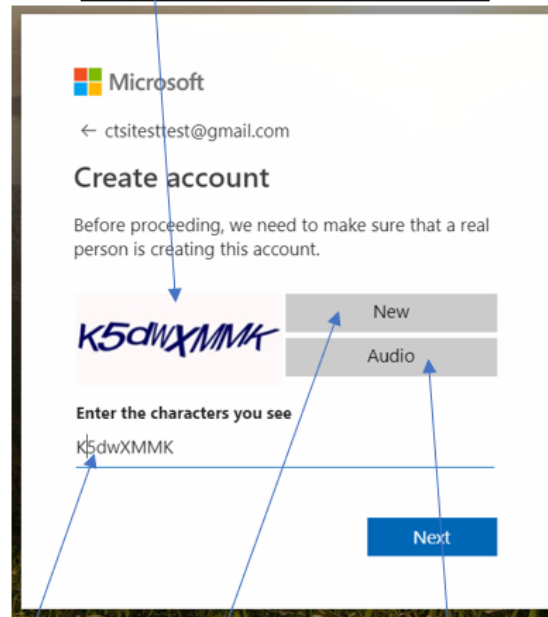 Microsoft
← ctsitesttest@gmail.com
Create account
Before proceeding, we need to make sure that a real
person is creating this account.
K5dwXMMK
New
Audio
Enter the characters you see
K5dwXMMK
Next